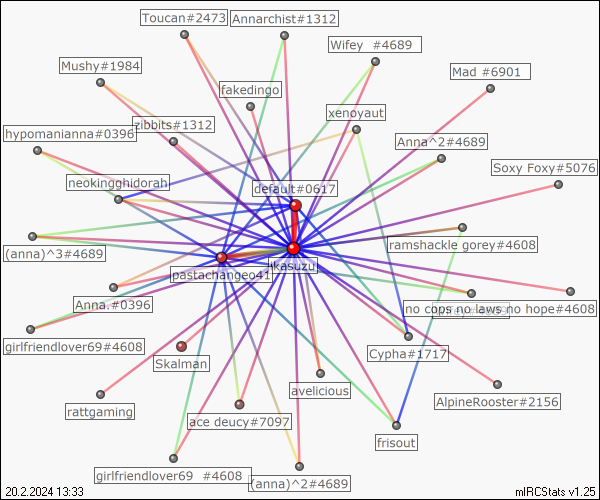 Toucan#2473
Annarchist#1312
Wifey  #4689
Mushy#1984
Mad #6901
fakedingo
xenoyaut
zibbits#1312
hypomanianna#0396
Anna^2#4689
Soxy Foxy#5076
neokingghidorah
default#0617
ramshackle gorey#4608
(anna)^3#4689
kasuzu
pastachangeo41
Anna.#0396
no cops no laws no hope#4608
girlfriendlover69#4608
Cypha#1717
Skalman
avelicious
rattgaming
AlpineRooster#2156
ace deucy#7097
frisout
girlfriendlover69  #4608
(anna)^2#4689
20.2.2024 13:33
mIRCStats v1.25